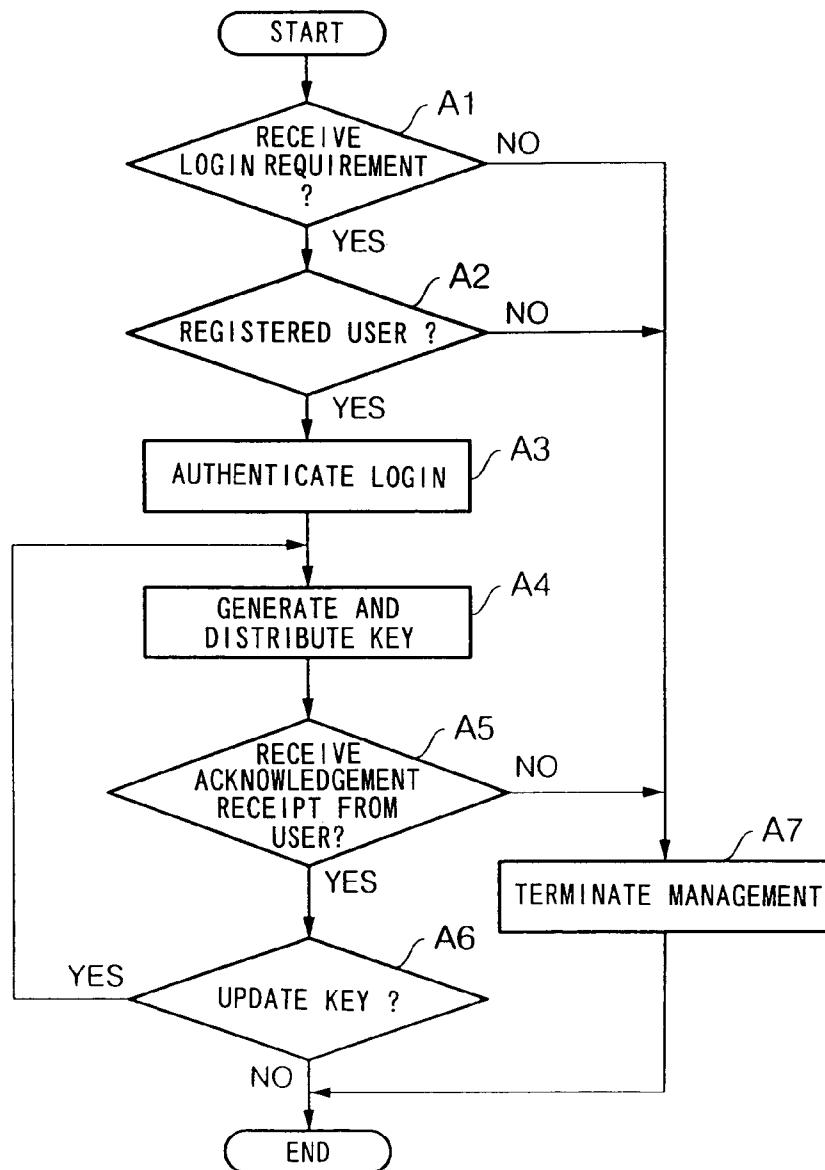 START
A1
RECEIVE
LOGIN REQUIREMENT
?
NO
YES
A2
REGISTERED USER ?
NO
YES
A3
AUTHENTICATE LOGIN
A4
GENERATE AND
DISTRIBUTE KEY
A5
RECEIVE
ACKNOWLEDGEMENT
RECEIPT FROM
USER?
NO
YES
A7
TERMINATE MANAGEMENT
A6
UPDATE KEY ?
YES
NO
END